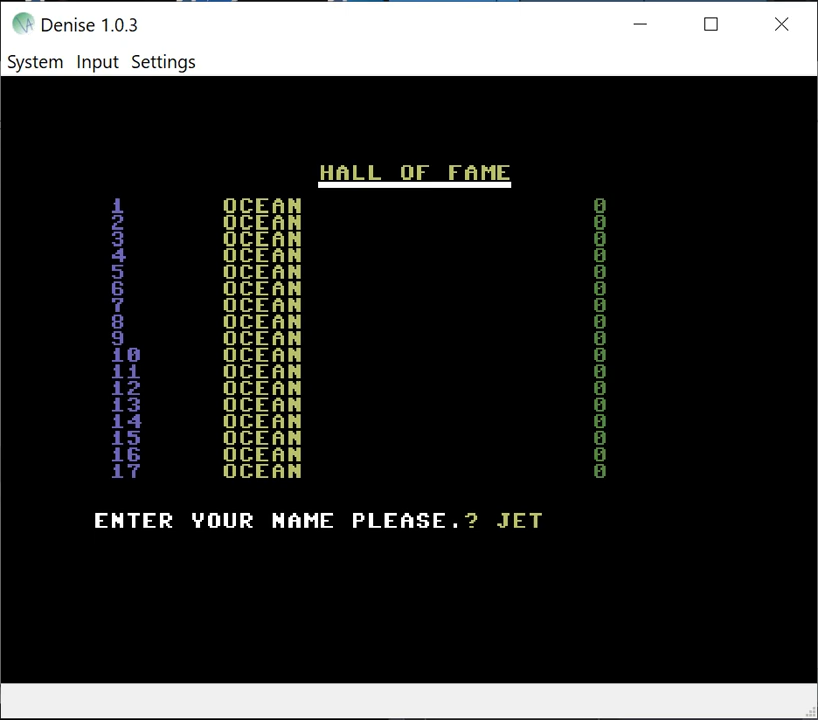 Denise 1.0.3
System Input Settings
HALL OF FAME
1 OCEAN 0
2 OCEAN 0
3 OCEAN 0
4 OCEAN 0
5 OCEAN 0
6 OCEAN 0
7 OCEAN 0
8 OCEAN 0
9 OCEAN 0
10 OCEAN 0
11 OCEAN 0
12 OCEAN 0
13 OCEAN 0
14 OCEAN 0
15 OCEAN 0
16 OCEAN 0
17 OCEAN 0
ENTER YOUR NAME PLEASE.? JET